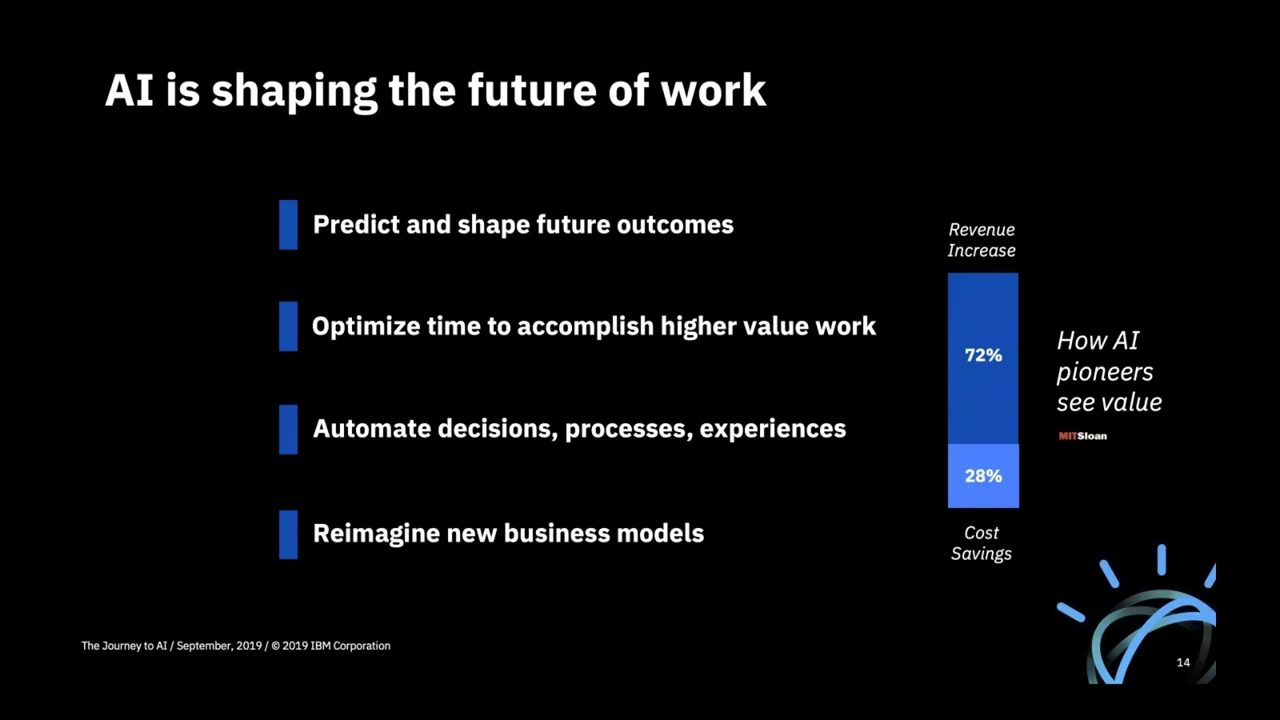 AI is shaping the future of work
Predict and shape future outcomes
Optimize time to accomplish higher value work
Automate decisions, processes, experiences
Reimagine new business models
Revenue
Increase
72%
28%
Cost
Savings
How AI
pioneers
see value
MITSloan
The Journey to AI / September, 2019 / © 2019 IBM Corporation
14